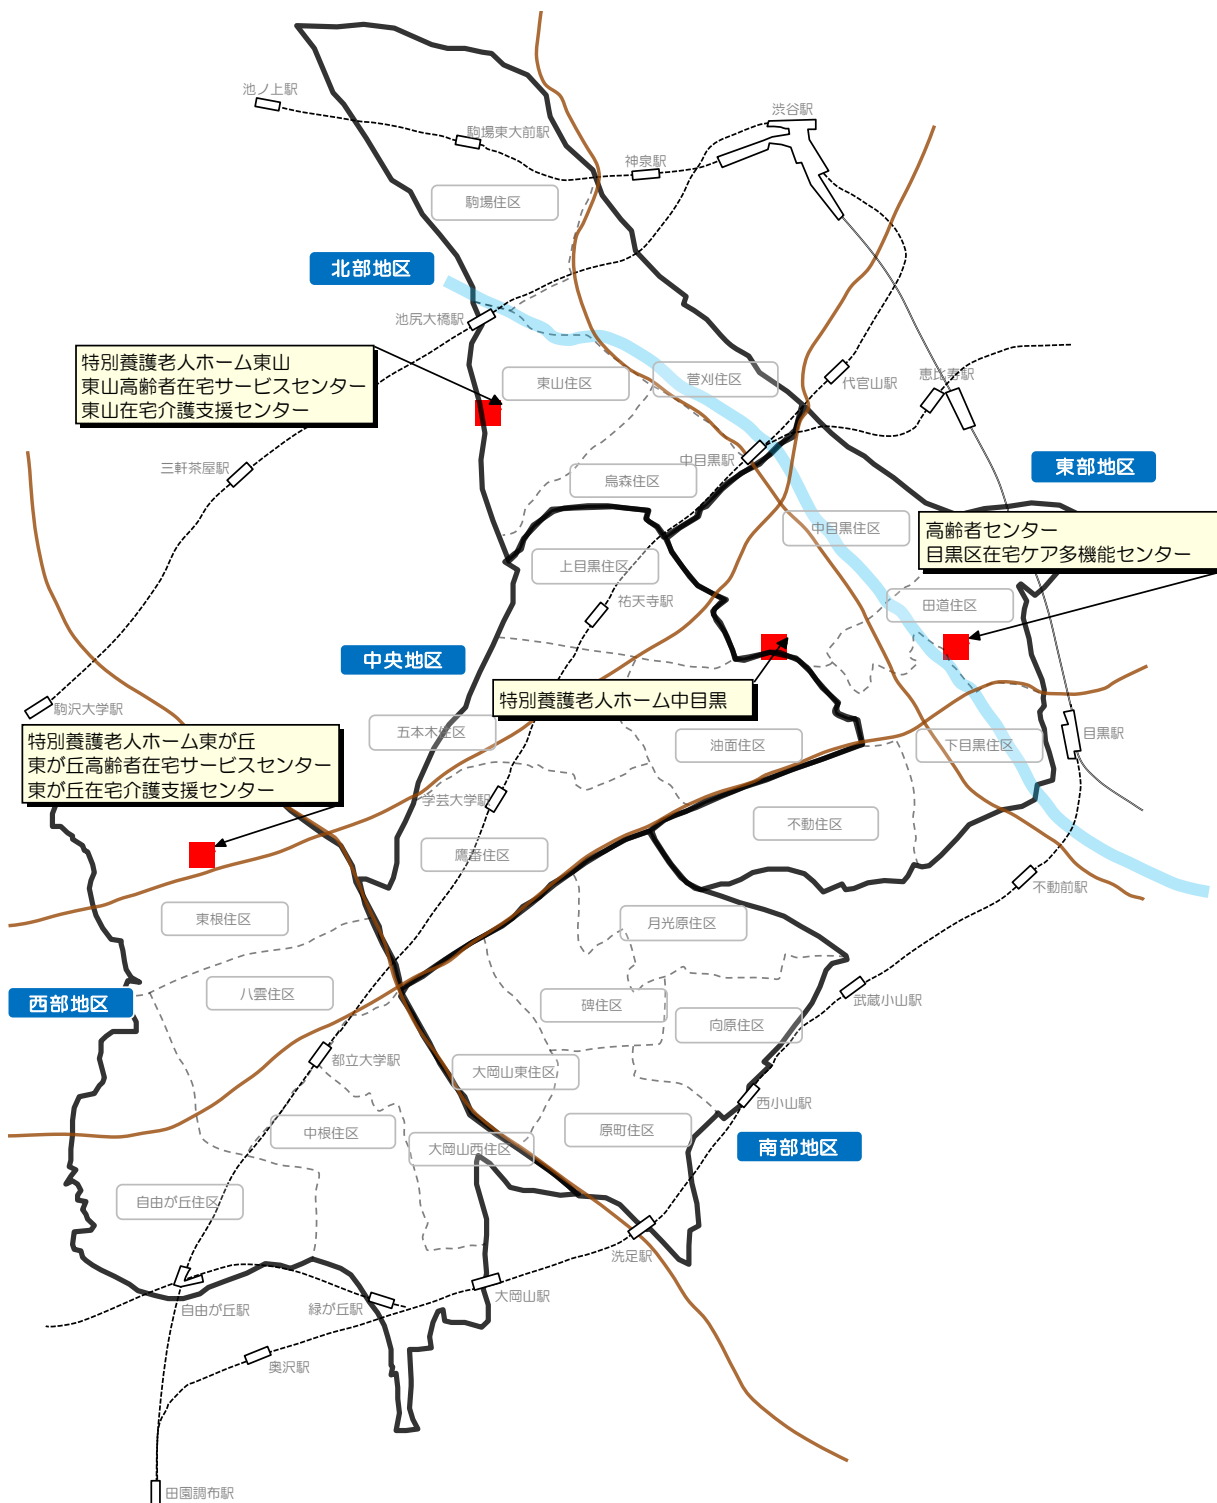 池ノ上駅
渋谷駅
駒場東大前駅
神泉駅
駒場住区
北部地区
池尻大橋駅
特別養護老人ホーム東山
東山高齢者在宅サービスセンター
東山在宅介護支援センター
東山住区
菅刈住区
代官山駅
恵比寿駅
三軒茶屋駅
中目黒駅
東部地区
烏森住区
中目黒住区
高齢者センター
目黒区在宅ケア多機能センター
上目黒住区
祐天寺駅
田道住区
中央地区
特別養護老人ホーム中目黒
駒沢大学駅
五本木住区
油面住区
下目黒住区
目黒駅
特別養護老人ホーム東が丘
東が丘高齢者在宅サービスセンター
東が丘在宅介護支援センター
学芸大学駅
不動住区
鷹番住区
不動前駅
東根住区
月光原住区
八雲住区
西部地区
碑住区
武蔵小山駅
向原住区
都立大学駅
大岡山東住区
西小山駅
中根住区
原町住区
大岡山西住区
南部地区
自由が丘住区
洗足駅
自由が丘駅
緑が丘駅
大岡山駅
奥沢駅
田園調布駅